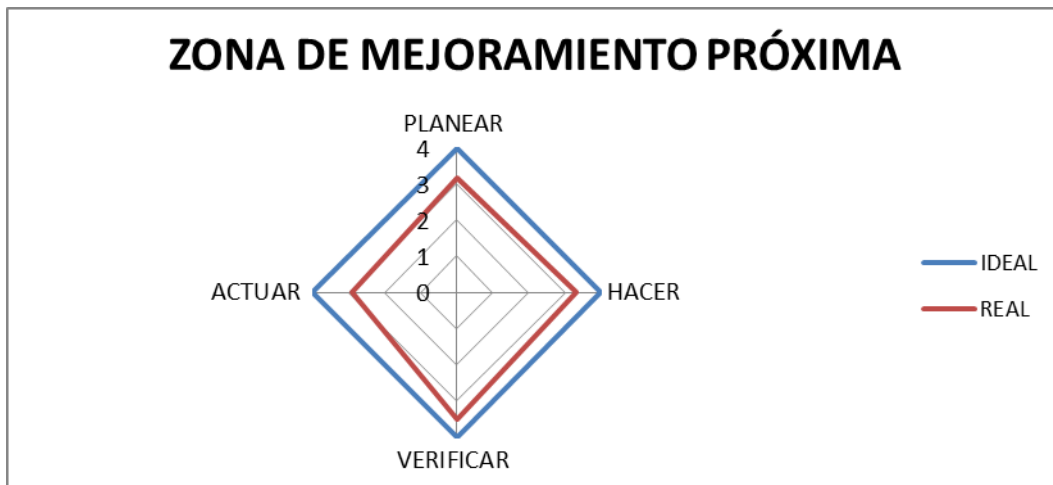 ZONA DE MEJORAMIENTO PRÓXIMA
PLANEAR
4
3
2
1
0
ACTUAR
HACER
VERIFICAR
IDEAL
REAL